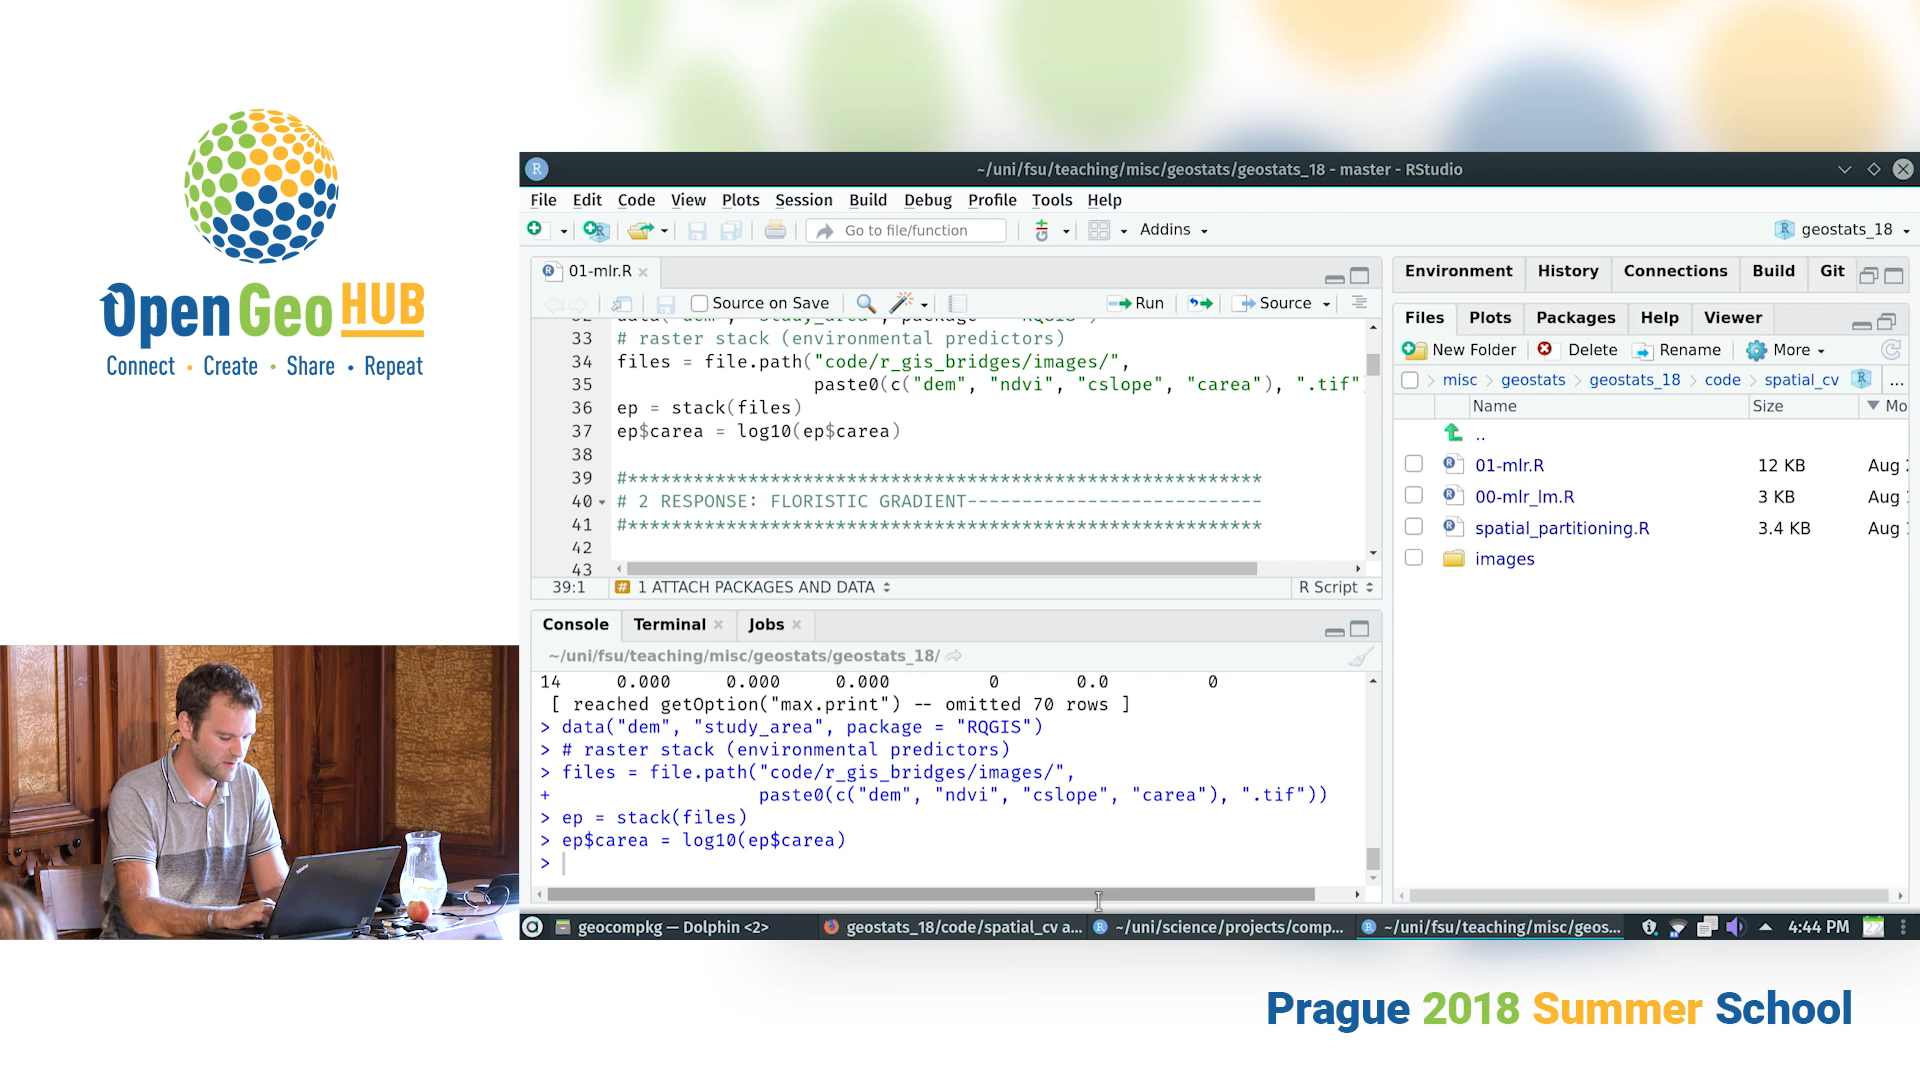 Open Geo HUB
Connect • Create • Share • Repeat
~/uni/fsu/teaching/misc/geostats/geostats_18 - master - RStudio
File Edit Code View Plots Session Build Debug Profile Tools Help
Go to file/function
Addins
geostats_18
01-mlr.R
Source on Save
Run
Source
33 # raster stack (environmental predictors)
34 files = file.path("code/r_gis_bridges/images/",
35 paste0(c("dem", "ndvi", "cslope", "carea"), ".tif"
36 ep = stack(files)
37 ep$carea = log10(ep$carea)
38
39 #**********************************************************
40 # 2 RESPONSE: FLORISTIC GRADIENT---------------------------
41 #**********************************************************
42
43
39:1 # 1 ATTACH PACKAGES AND DATA
R Script
Console Terminal Jobs
~/uni/fsu/teaching/misc/geostats/geostats_18/
14 0.000 0.000 0.000 0 0.0 0
[ reached getOption("max.print") -- omitted 70 rows ]
> data("dem", "study_area", package = "RQGIS")
> # raster stack (environmental predictors)
> files = file.path("code/r_gis_bridges/images/",
+ paste0(c("dem", "ndvi", "cslope", "carea"), ".tif"))
> ep = stack(files)
> ep$carea = log10(ep$carea)
>
Environment History Connections Build Git
Files Plots Packages Help Viewer
New Folder Delete Rename More
misc > geostats > geostats_18 > code > spatial_cv ...
Name Size Mo
..
01-mlr.R 12 KB Aug
00-mlr_lm.R 3 KB Aug
spatial_partitioning.R 3.4 KB Aug
images
geocompkg — Dolphin <2>
geostats_18/code/spatial_cv a...
~/uni/science/projects/comp...
~/uni/fsu/teaching/misc/geos...
4:44 PM
Prague 2018 Summer School